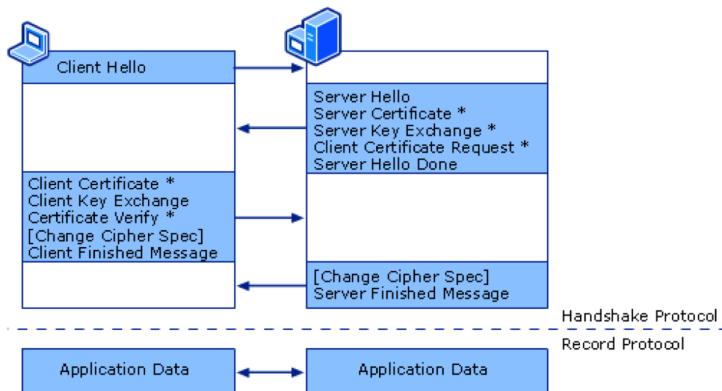 Client Hello
Server Hello
Server Certificate *
Server Key Exchange *
Client Certificate Request *
Server Hello Done
Client Certificate *
Client Key Exchange
Certificate Verify *
[Change Cipher Spec]
Client Finished Message
[Change Cipher Spec]
Server Finished Message
Handshake Protocol
Record Protocol
Application Data
Application Data